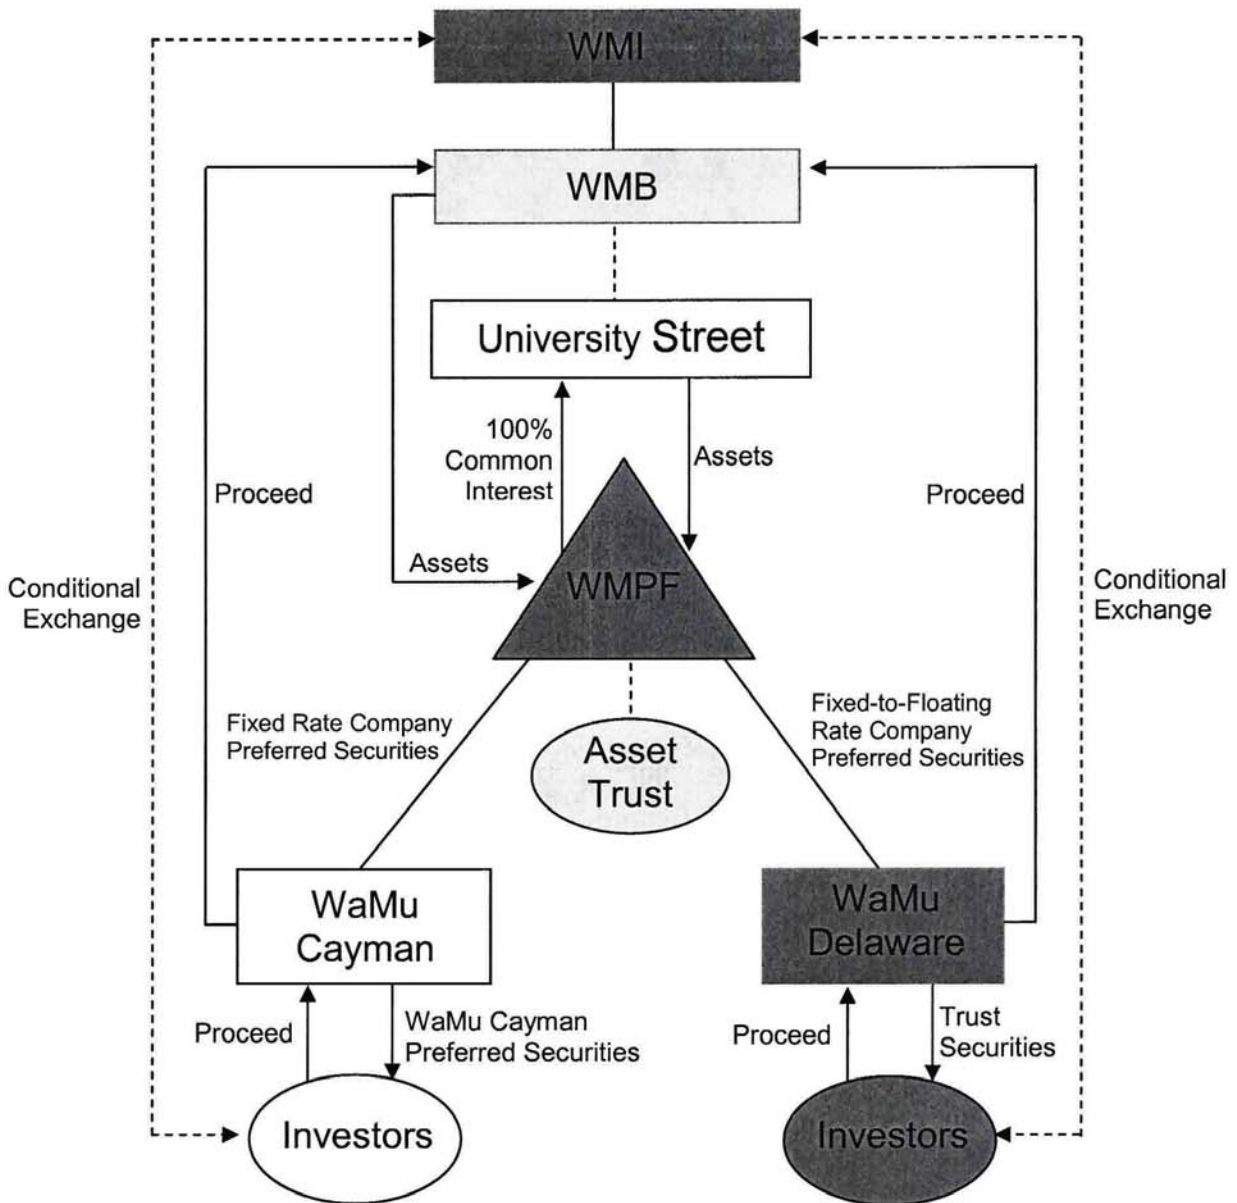 WMI
WMB
University Street
100%
Common
Interest
Assets
Proceed
Proceed
Assets
WMPF
Conditional
Exchange
Conditional
Exchange
Fixed Rate Company
Preferred Securities
Fixed-to-Floating
Rate Company
Preferred Securities
Asset
Trust
WaMu
Cayman
WaMu
Delaware
Proceed
WaMu Cayman
Preferred Securities
Proceed
Trust
Securities
Investors
Investors